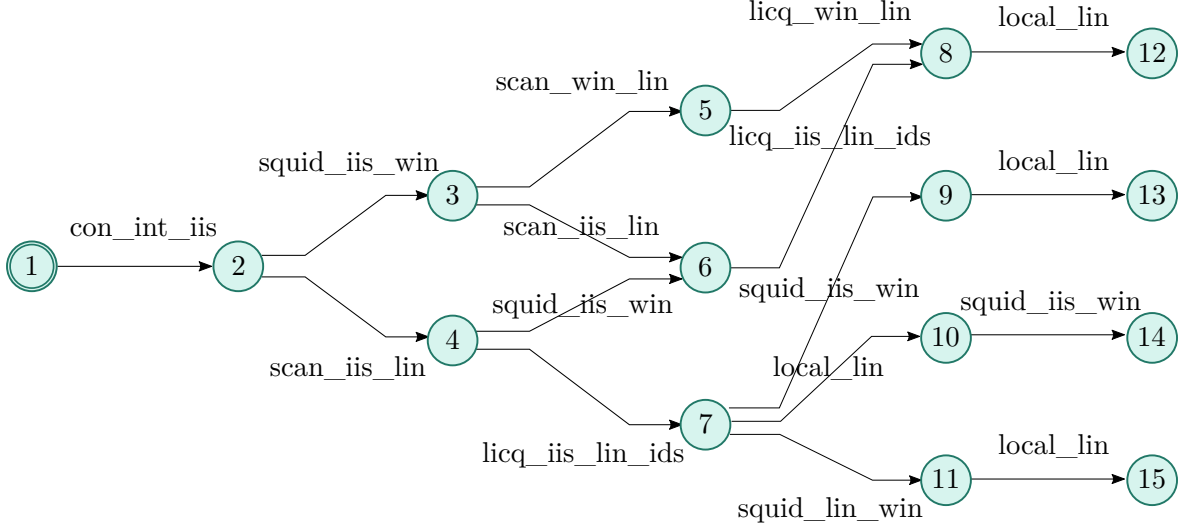 licq_win_lin
local_lin
8
12
scan_win_lin
5
licq_iis_lin_ids
squid_iis_win
local_lin
3
9
13
con_int_iis
scan_iis_lin
1
2
6
squid_iis_win
squid_iis_win
squid_iis_win
4
10
14
scan_iis_lin
local_lin
7
licq_iis_lin_ids
local_lin
11
15
squid_lin_win